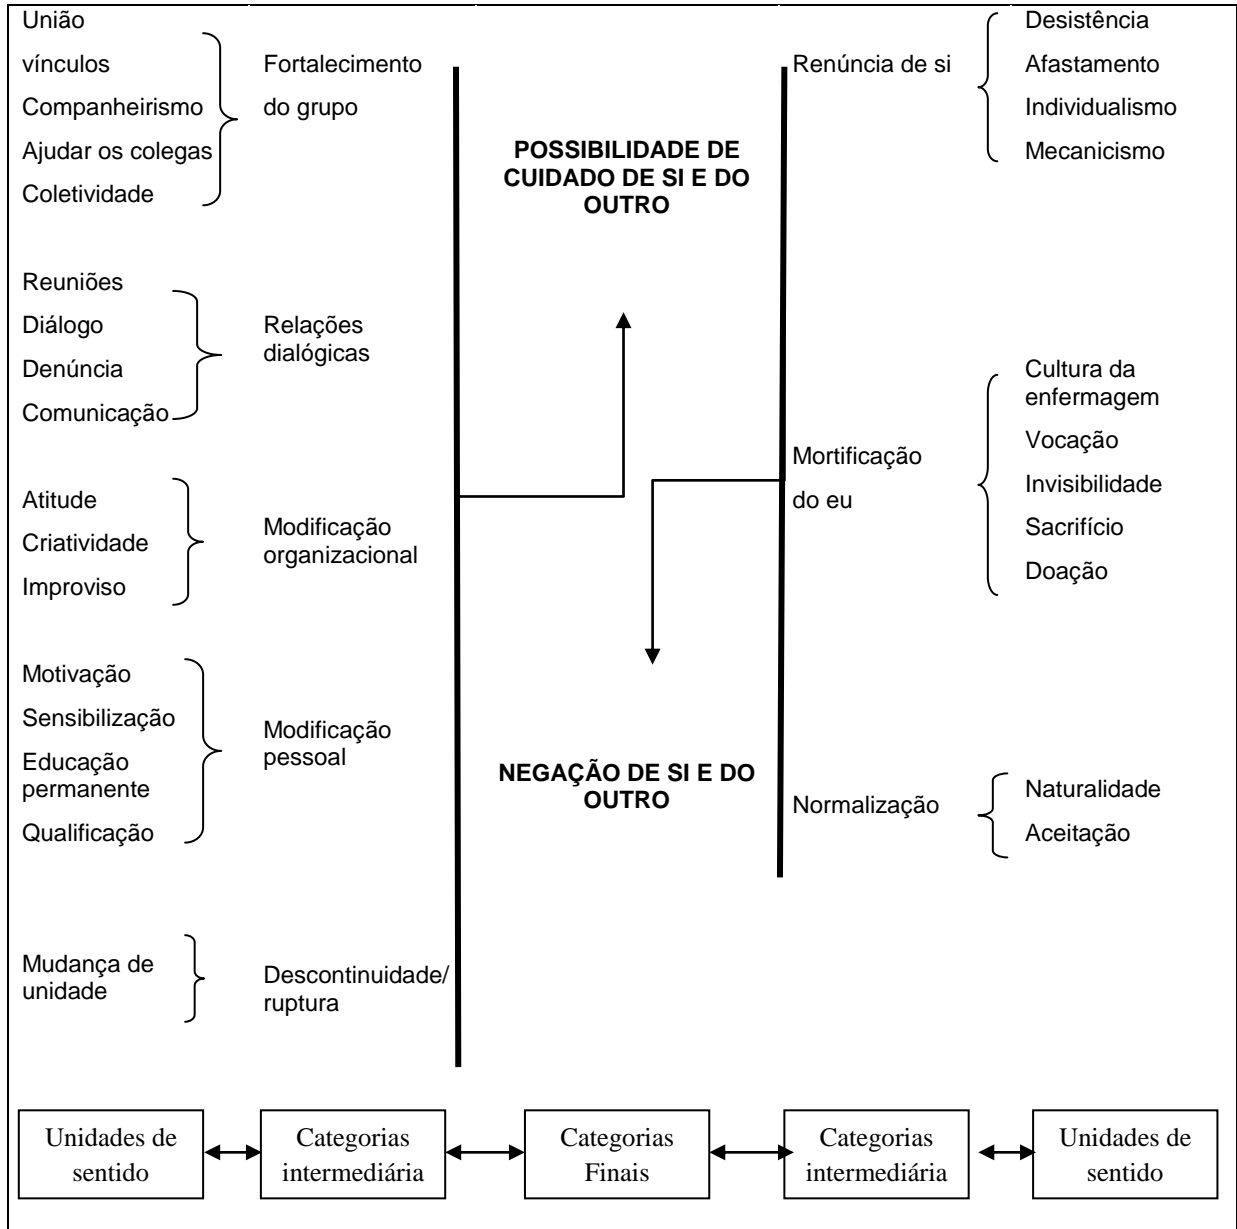 União
vínculos
Companheirismo
Ajudar os colegas
Coletividade
Fortalecimento
do grupo
Reuniões
Diálogo
Denúncia
Comunicação
Relações
dialógicas
Atitude
Criatividade
Improviso
Modificação
organizacional
Motivação
Sensibilização
Educação
permanente
Qualificação
Modificação
pessoal
Mudança de
unidade
Descontinuidade/
ruptura
POSSIBILIDADE DE
CUIDADO DE SI E DO
OUTRO
NEGAÇÃO DE SI E DO
OUTRO
Renúncia de si
Desistência
Afastamento
Individualismo
Mecanicismo
Mortificação
do eu
Cultura da
enfermagem
Vocação
Invisibilidade
Sacrifício
Doação
Normalização
Naturalidade
Aceitação
Unidades de
sentido
Categorias
intermediária
Categorias
Finais
Categorias
intermediária
Unidades de
sentido